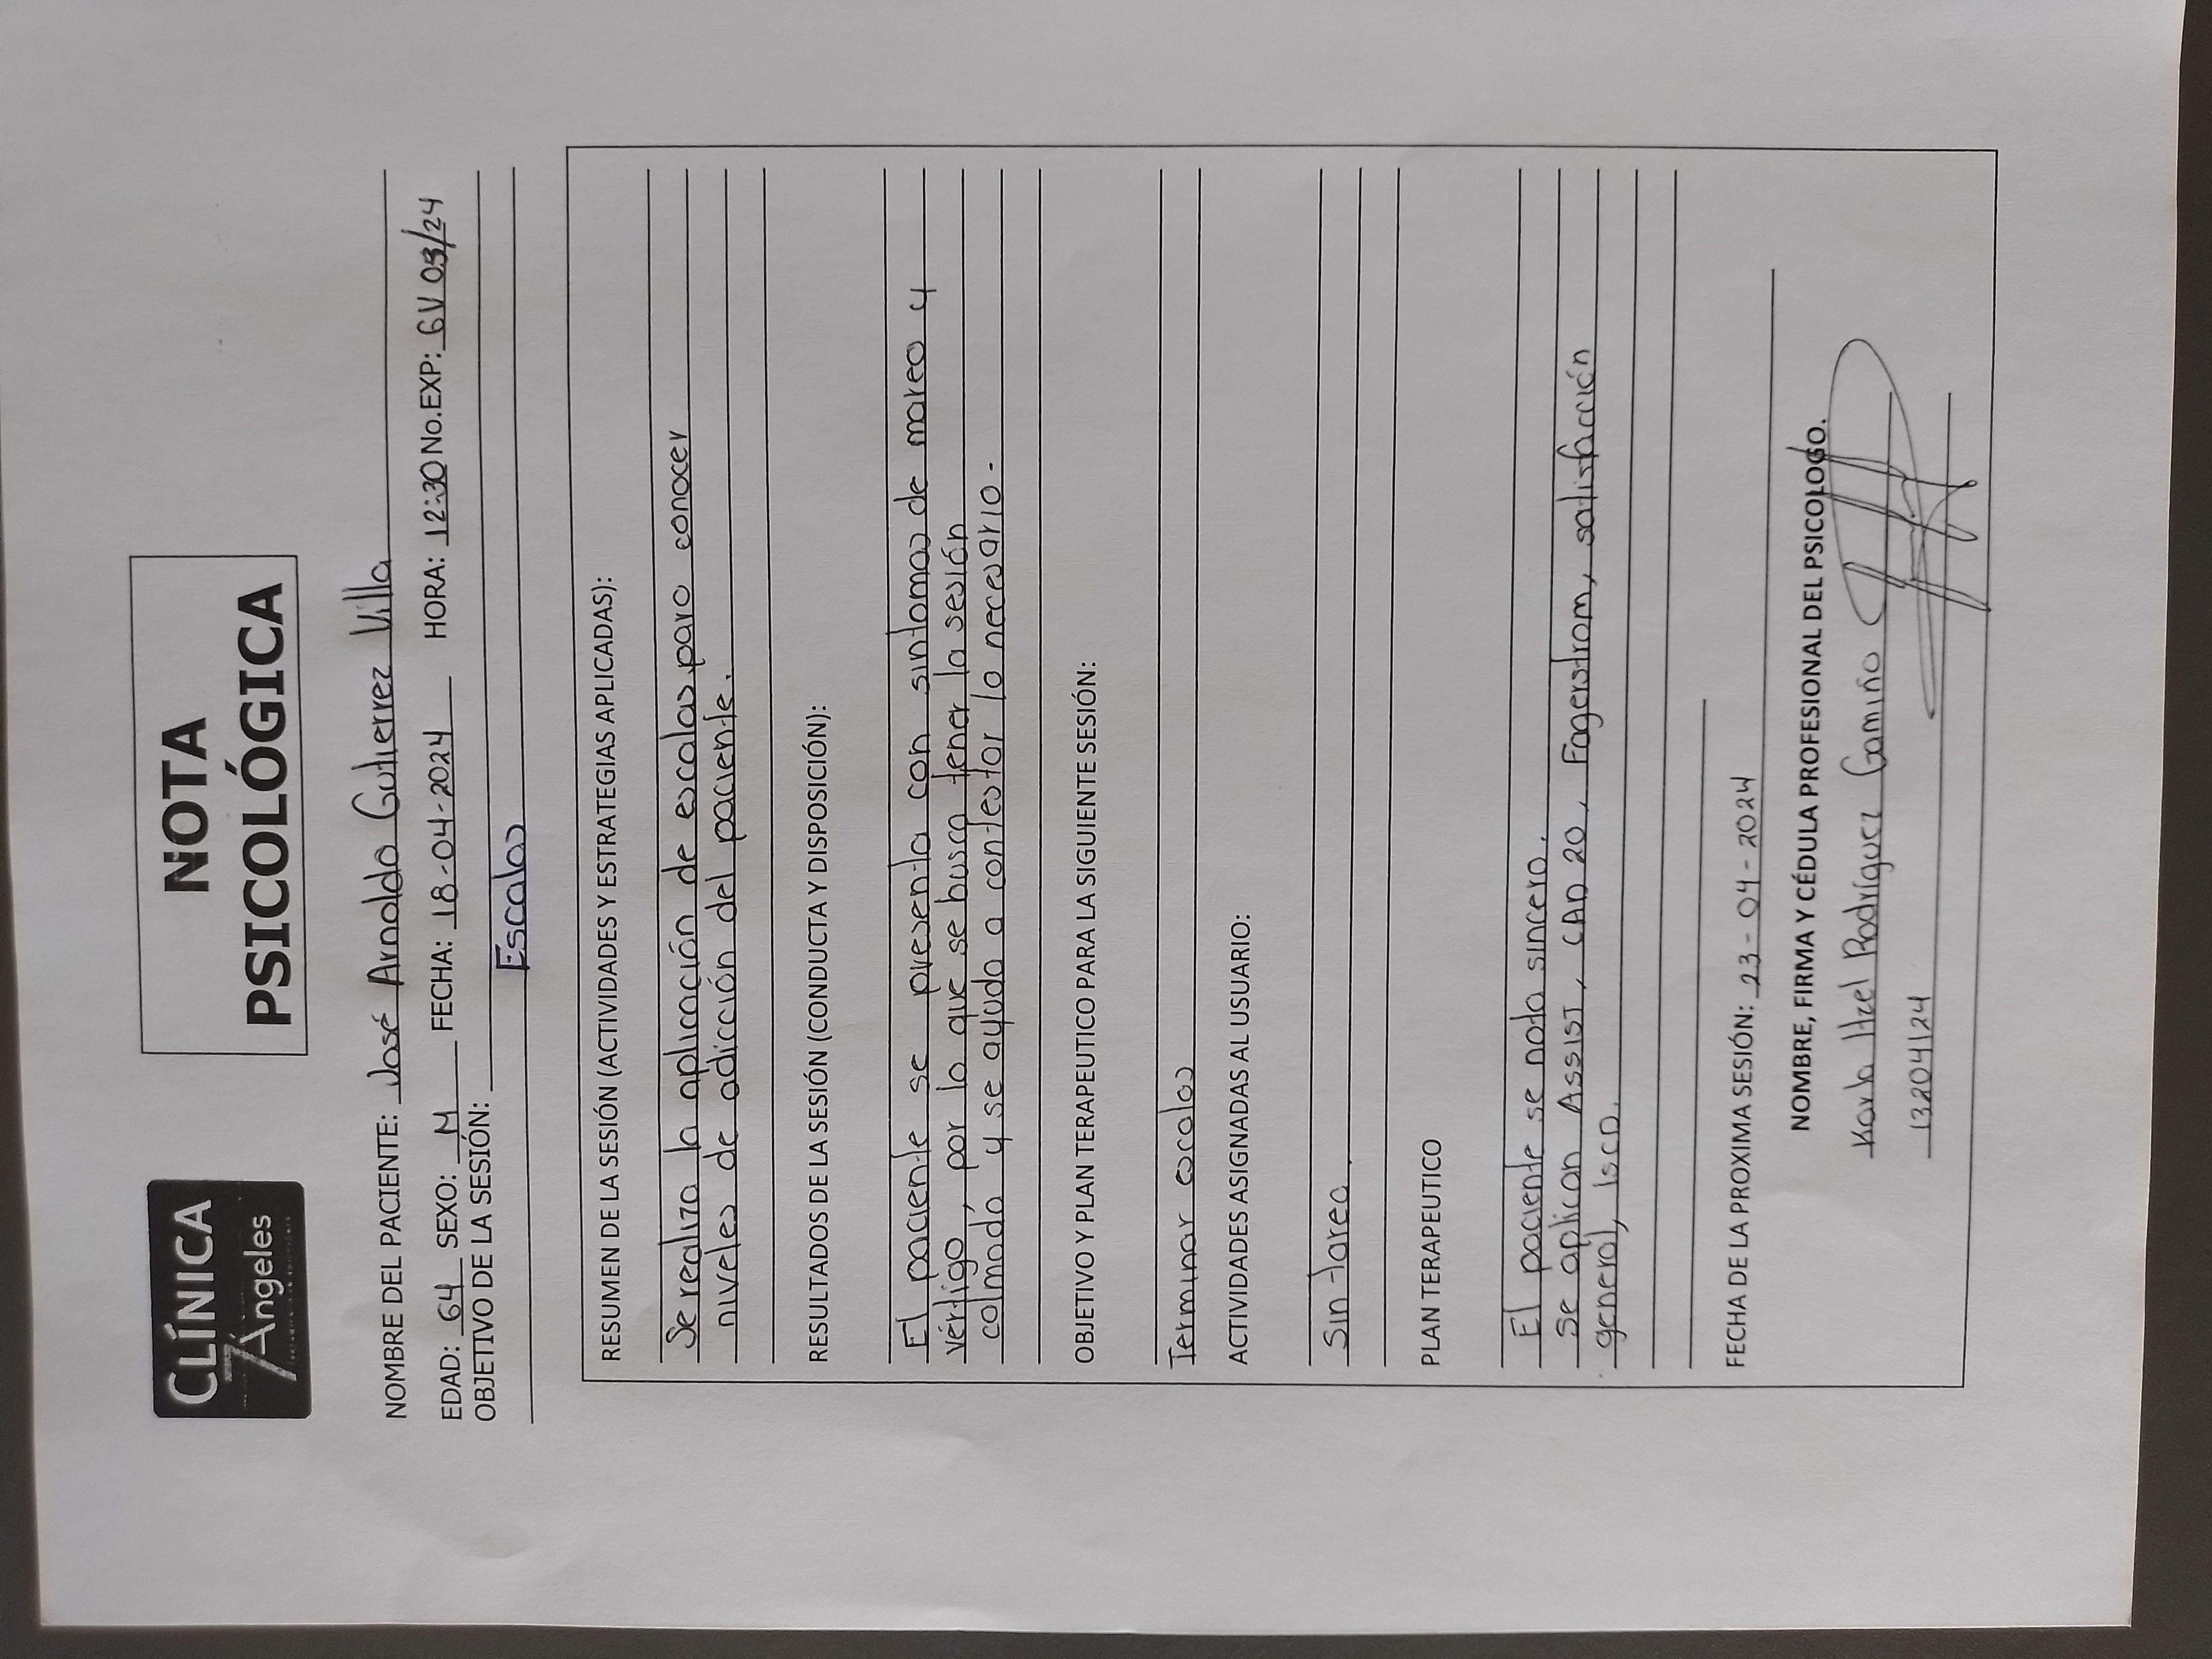 CLÍNICA
7 Ángeles
NOTA
PSICOLÓGICA
NOMBRE DEL PACIENTE: José Arnoldo Gutierrez Villa
EDAD: 64 SEXO: M FECHA: 18-04-2024 HORA: 12:30 No.EXP: GV 03/24
OBJETIVO DE LA SESIÓN:
Escalas
RESUMEN DE LA SESIÓN (ACTIVIDADES Y ESTRATEGIAS APLICADAS):
Se realiza la aplicación de escalas para conocer
niveles de adicción del paciente.
RESULTADOS DE LA SESIÓN (CONDUCTA Y DISPOSICIÓN):
El paciente se presenta con sintomas de mareo y
vértigo, por lo que se busca tener la sesión
calmada y se ayuda a contestar lo necesario.
OBJETIVO Y PLAN TERAPEUTICO PARA LA SIGUIENTE SESIÓN:
Terminar escalas
ACTIVIDADES ASIGNADAS AL USUARIO:
Sin tarea.
PLAN TERAPEUTICO
El paciente se nota sincero.
Se aplican ASSIST, CAD 20, Fagerstrom, satisfacción
general, Isca.
FECHA DE LA PROXIMA SESIÓN: 23-04-2024
NOMBRE, FIRMA Y CÉDULA PROFESIONAL DEL PSICOLOGO.
Karla Itzel Rodríguez Gamiño
13204124